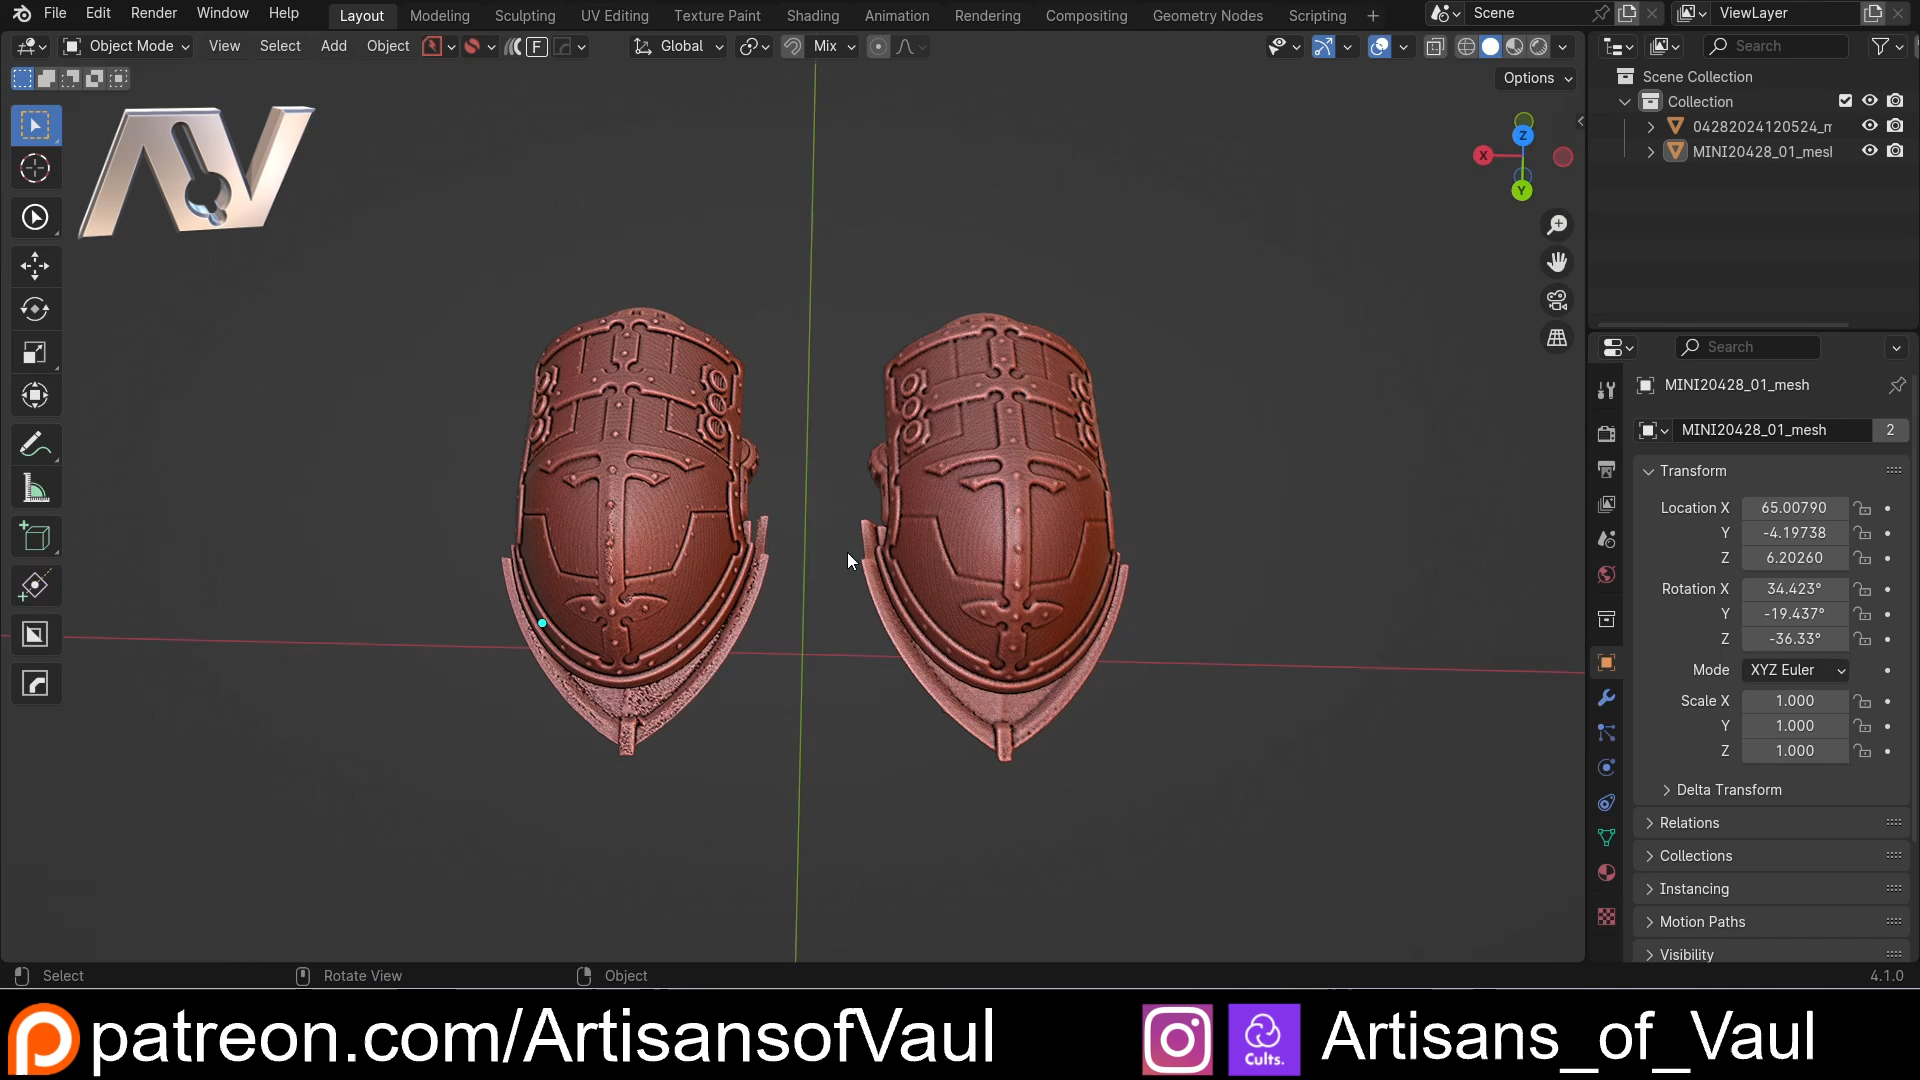 File Edit Render Window Help Layout Modeling Sculpting UV Editing Texture Paint Shading Animation Rendering Compositing Geometry Nodes Scripting + Scene ViewLayer
Object Mode View Select Add Object F Global Mix Search
Options
Scene Collection
Collection
04282024120524_m
MINI20428_01_mesl
AV
Z
X
Y
Search
MINI20428_01_mesh
MINI20428_01_mesh 2
Transform
Location X 65.00790
Y -4.19738
Z 6.20260
Rotation X 34.423°
Y -19.437°
Z -36.33°
Mode XYZ Euler
Scale X 1.000
Y 1.000
Z 1.000
Delta Transform
Relations
Collections
Instancing
Motion Paths
Visibility
Select Rotate View Object 4.1.0
patreon.com/ArtisansofVaul Cults. Artisans_of_Vaul